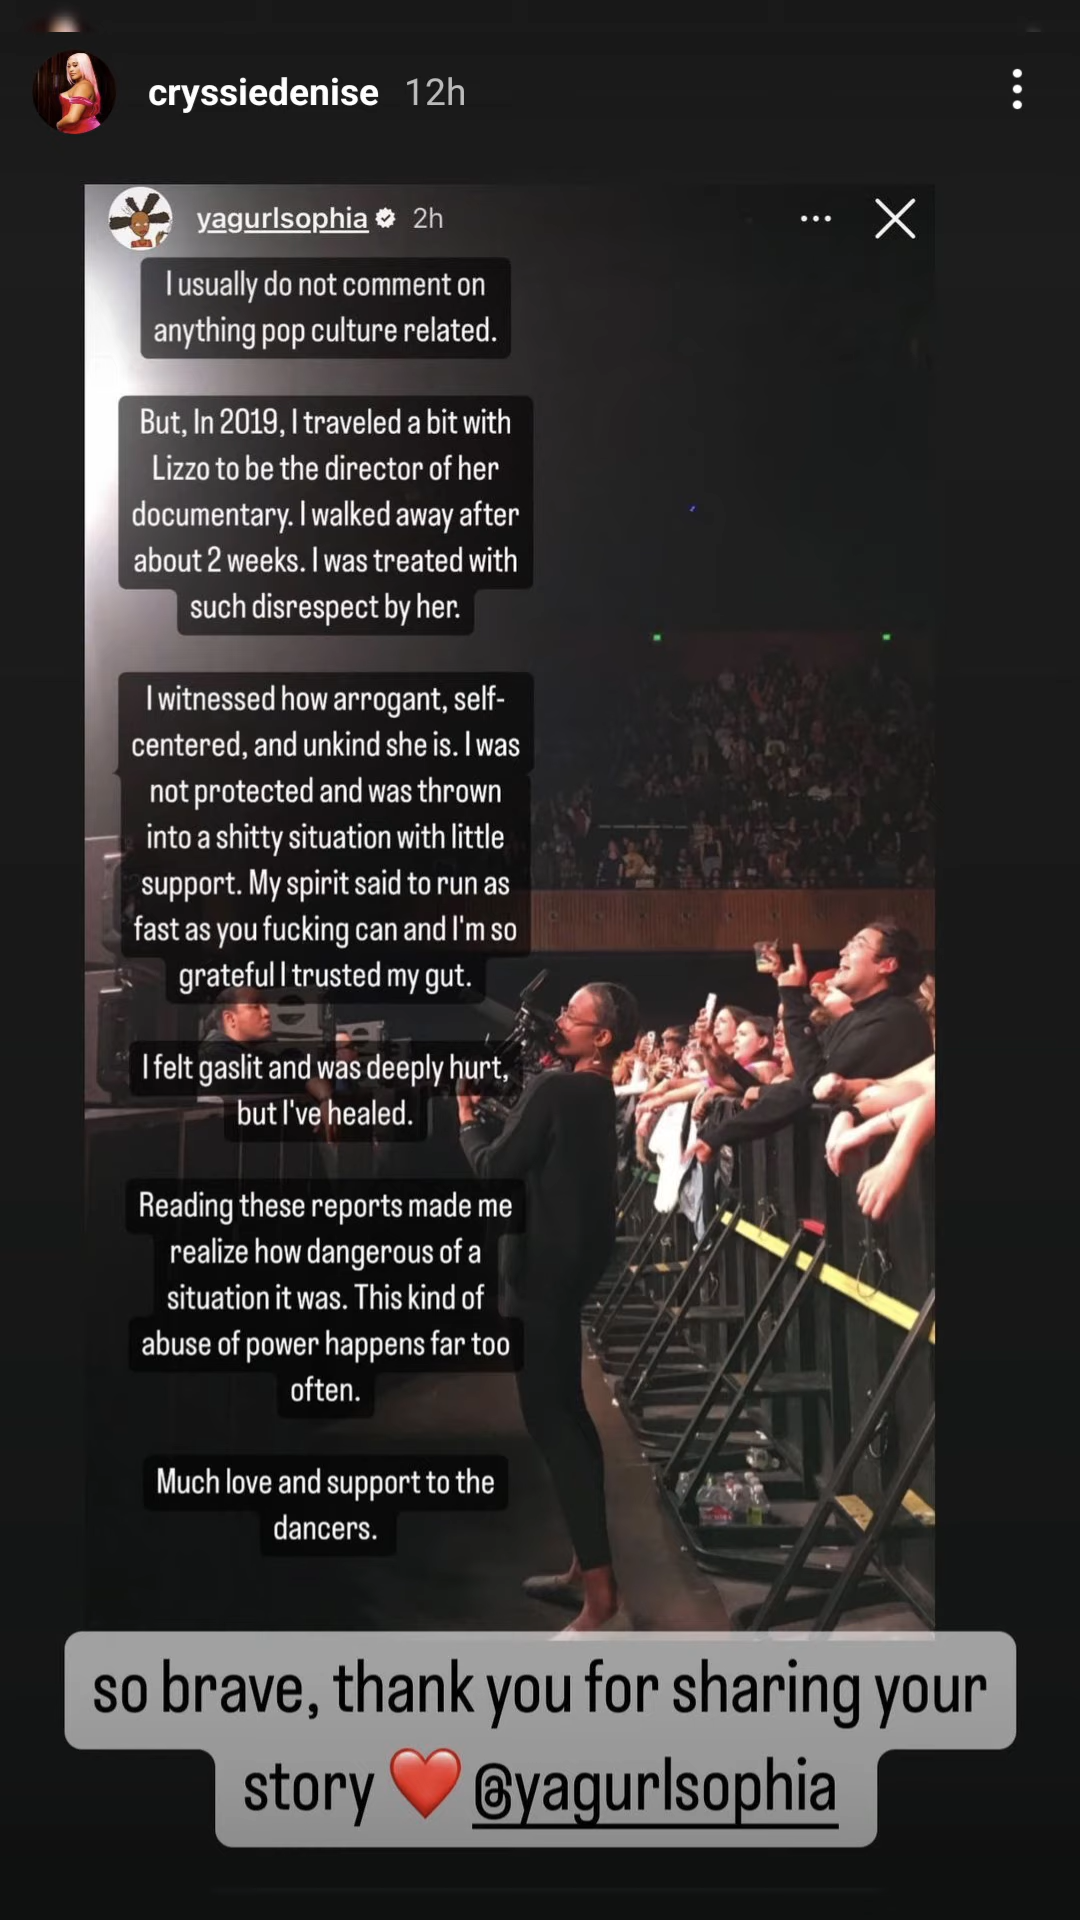 cryssiedenise 12h
yagurlsophia 2h
I usually do not comment on
anything pop culture related.
But, In 2019, I traveled a bit with
Lizzo to be the director of her
documentary. I walked away after
about 2 weeks. I was treated with
such disrespect by her.
I witnessed how arrogant, self-
centered, and unkind she is. I was
not protected and was thrown
into a shitty situation with little
support. My spirit said to run as
fast as you fucking can and I'm so
grateful I trusted my gut.
I felt gaslit and was deeply hurt,
but I've healed.
Reading these reports made me
realize how dangerous of a
situation it was. This kind of
abuse of power happens far too
often.
Much love and support to the
dancers.
so brave, thank you for sharing your
story ❤️ @yagurlsophia